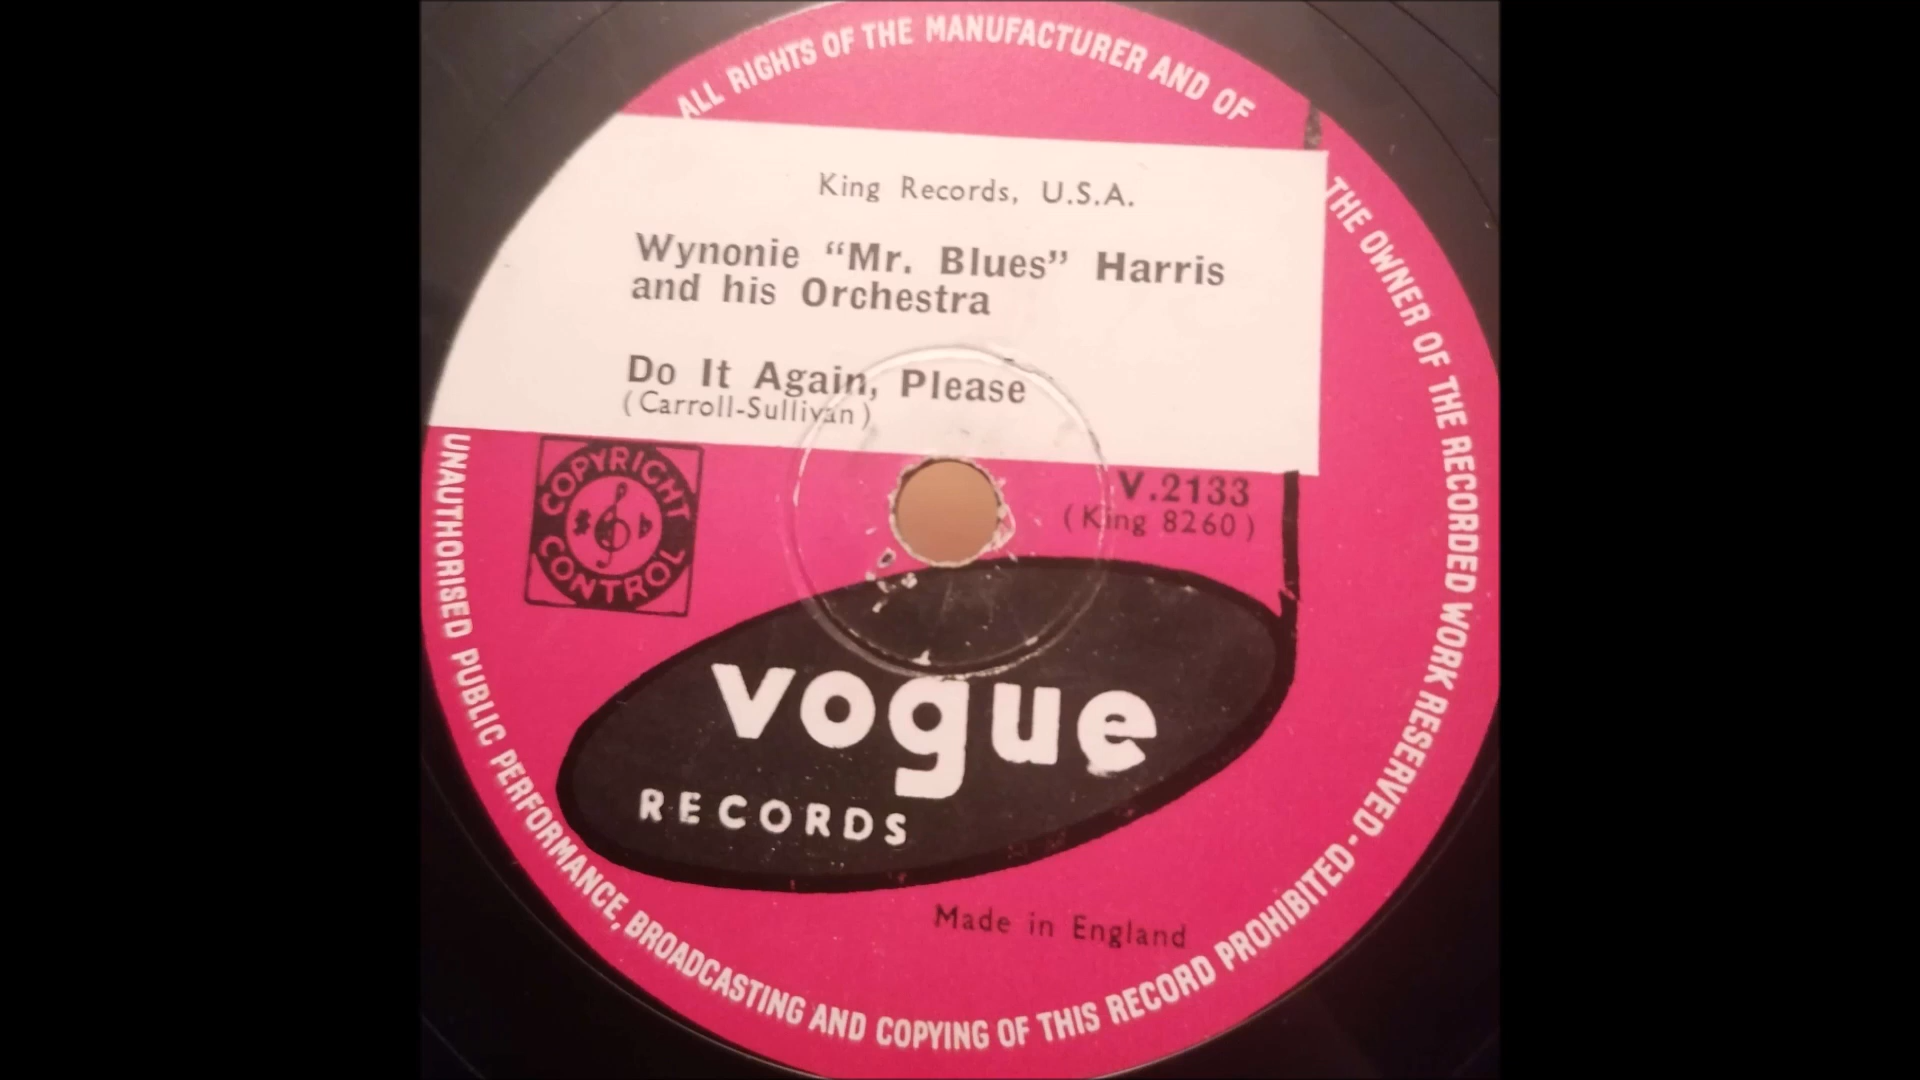 ALL RIGHTS OF THE MANUFACTURER AND OF THE OWNER OF THE RECORDED WORK RESERVED - UNAUTHORISED PUBLIC PERFORMANCE, BROADCASTING AND COPYING OF THIS RECORD PROHIBITED
King Records, U.S.A.
Wynonie “Mr. Blues” Harris
and his Orchestra
Do It Again, Please
(Carroll-Sullivan)
COPYRIGHT
CONTROL
V.2133
(King 8260)
vogue
RECORDS
Made in England